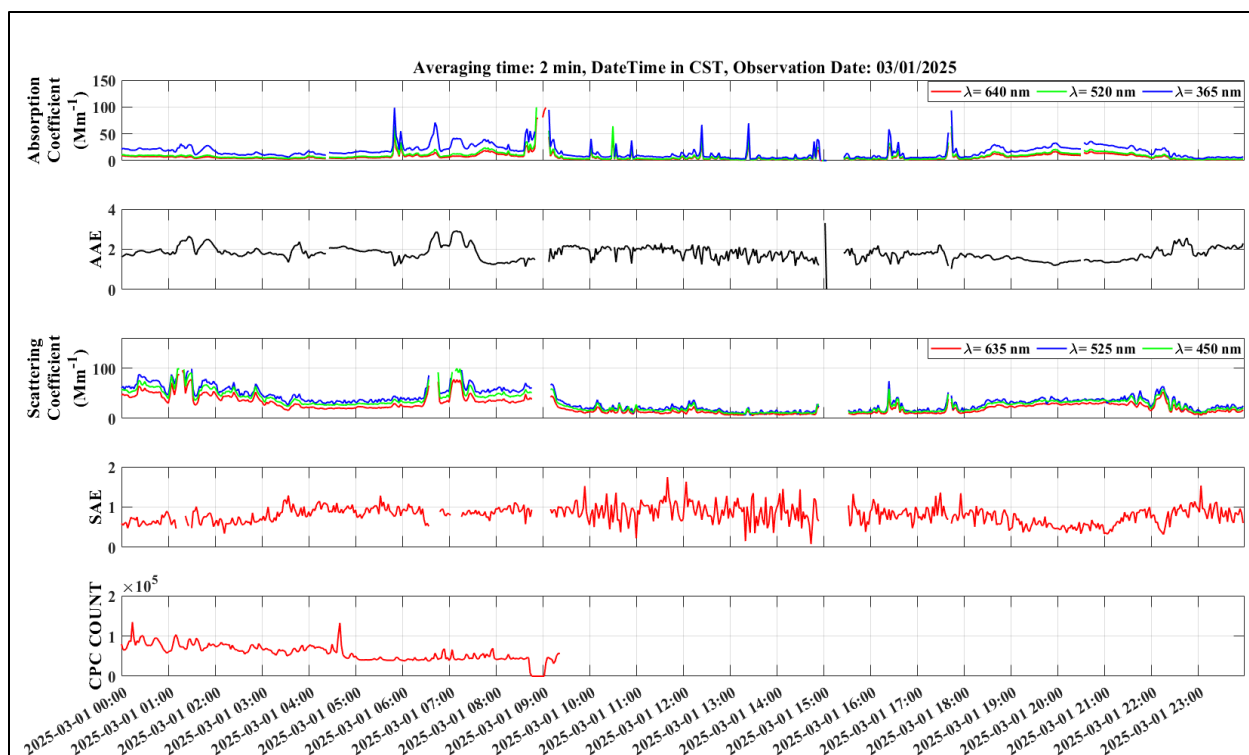 Averaging time: 2 min, DateTime in CST, Observation Date: 03/01/2025
Absorption
Coefficient
(Mm⁻¹)
150
100
50
0
λ= 640 nm
λ= 520 nm
λ= 365 nm
AAE
4
2
0
Scattering
Coefficient
(Mm⁻¹)
100
0
λ= 635 nm
λ= 525 nm
λ= 450 nm
SAE
2
1
0
CPC COUNT
×10⁵
2
1
0
2025-03-01 00:00
2025-03-01 01:00
2025-03-01 02:00
2025-03-01 03:00
2025-03-01 04:00
2025-03-01 05:00
2025-03-01 06:00
2025-03-01 07:00
2025-03-01 08:00
2025-03-01 09:00
2025-03-01 10:00
2025-03-01 11:00
2025-03-01 12:00
2025-03-01 13:00
2025-03-01 14:00
2025-03-01 15:00
2025-03-01 16:00
2025-03-01 17:00
2025-03-01 18:00
2025-03-01 19:00
2025-03-01 20:00
2025-03-01 21:00
2025-03-01 22:00
2025-03-01 23:00